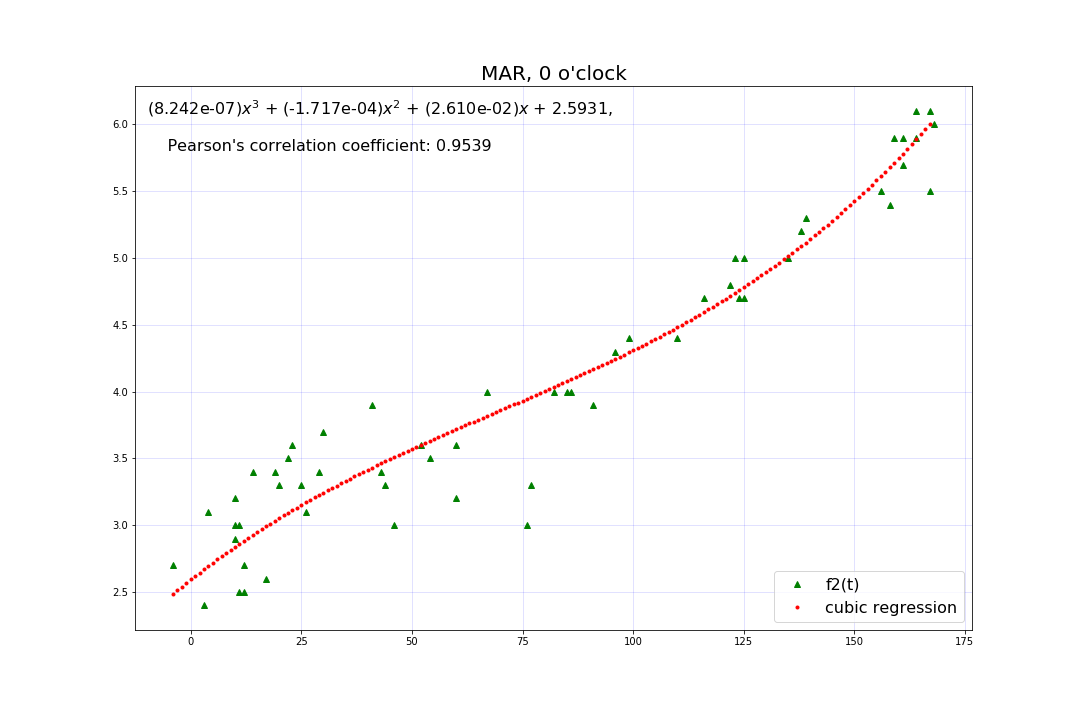 MAR, 0 o'clock
(8.242e-07)x³ + (-1.717e-04)x² + (2.610e-02)x + 2.5931,
Pearson's correlation coefficient: 0.9539
6.0
5.5
5.0
4.5
4.0
3.5
3.0
2.5
f2(t)
cubic regression
0 25 50 75 100 125 150 175